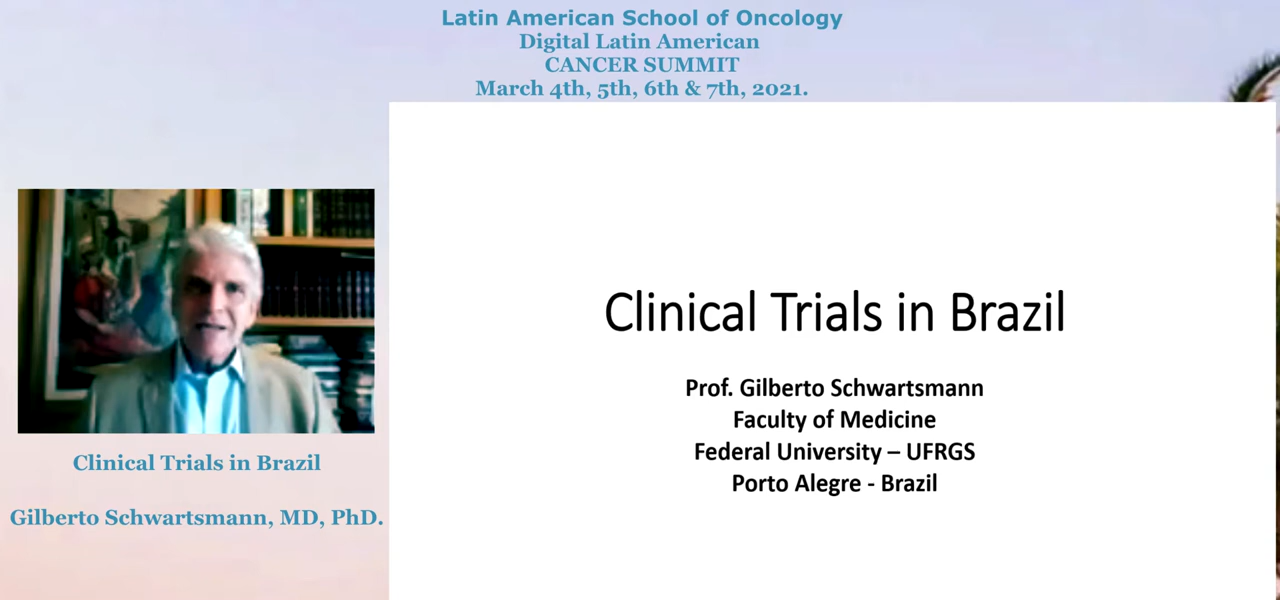 Latin American School of Oncology
Digital Latin American
CANCER SUMMIT
March 4th, 5th, 6th & 7th, 2021.
Clinical Trials in Brazil
Prof. Gilberto Schwartsmann
Faculty of Medicine
Federal University – UFRGS
Porto Alegre - Brazil
Clinical Trials in Brazil
Gilberto Schwartsmann, MD, PhD.